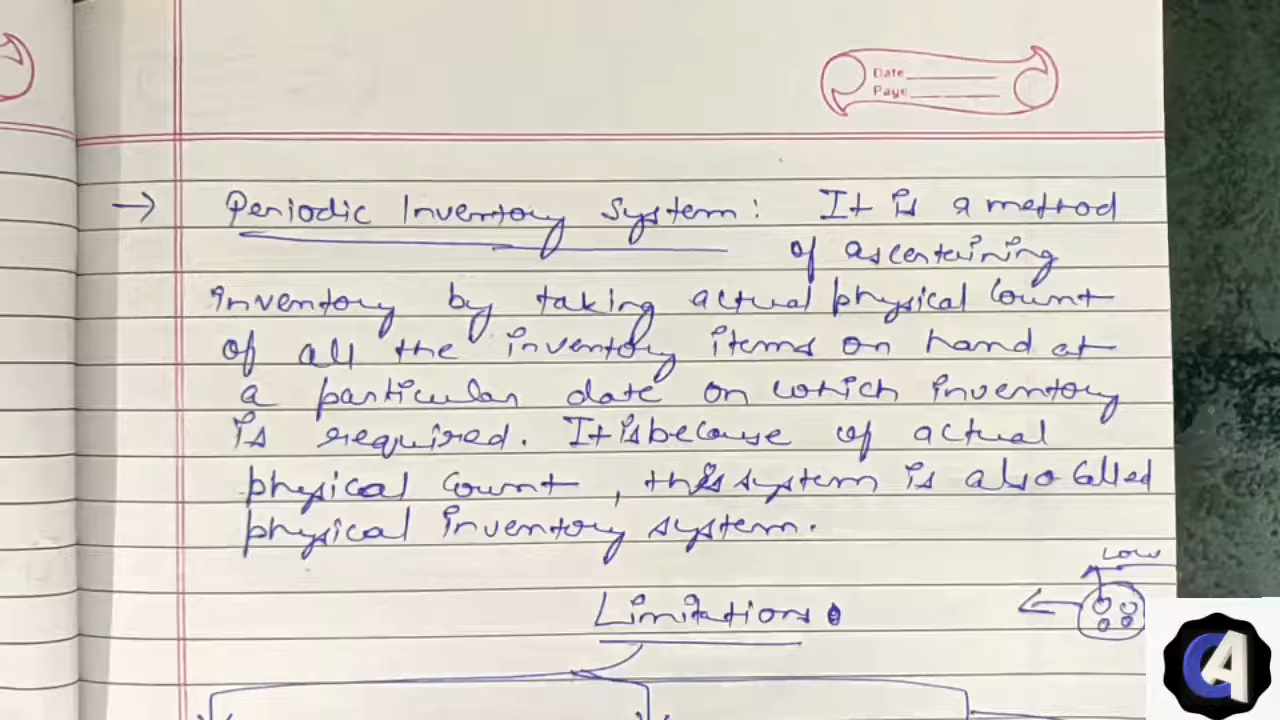 Date
Page
→ Periodic Inventory System: It is a method
of ascertaining
inventory by taking actual physical Count
of all the inventory items on hand at
a particular date on which inventory
is required. It is because of actual
physical Count, this system is also Called
physical inventory system.
Low
Limitations
CA